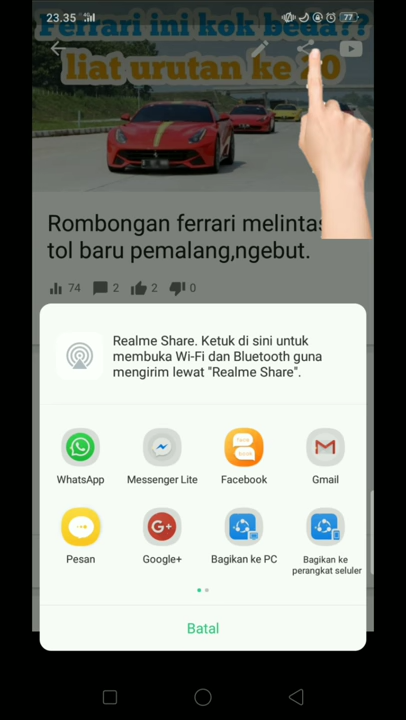 23.35
77
Ferrari ini kok beda??
liat urutan ke 20
Rombongan ferrari melintas
tol baru pemalang,ngebut.
74 2 2 0
Realme Share. Ketuk di sini untuk
membuka Wi-Fi dan Bluetooth guna
mengirim lewat "Realme Share".
WhatsApp Messenger Lite Facebook Gmail
Pesan Google+ Bagikan ke PC Bagikan ke
perangkat seluler
Batal